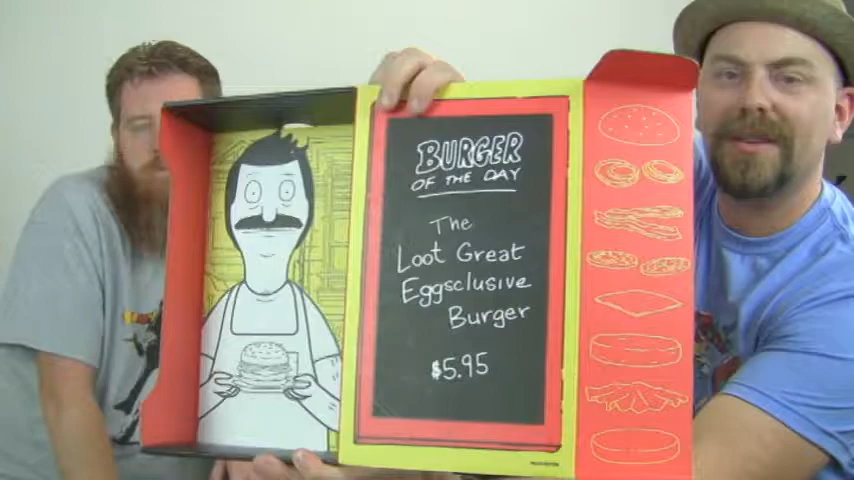 BURGER
OF THE DAY
The
Loot Great
Eggsclusive
Burger
$5.95